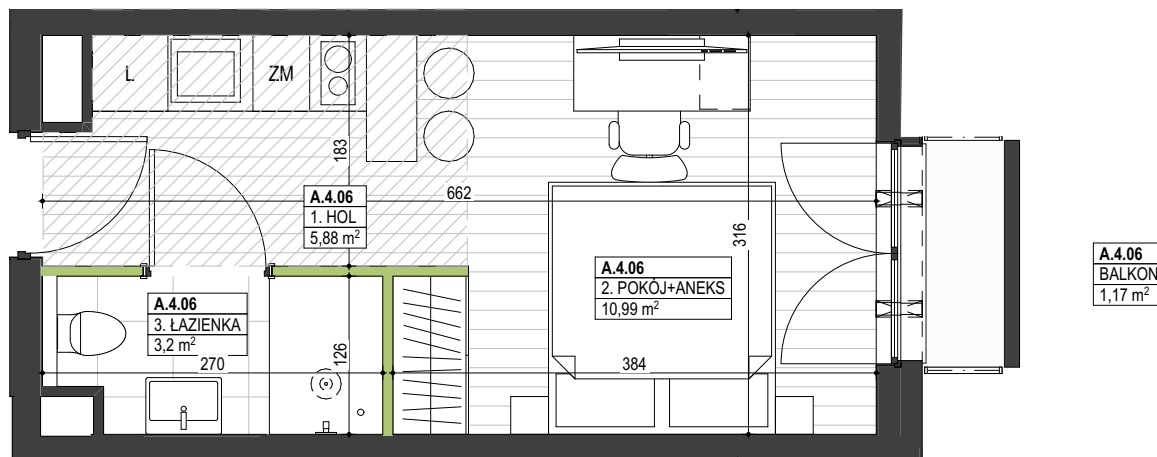 L
ZM
183
A.4.06
1. HOL
5,88 m²
662
316
A.4.06
2. POKÓJ+ANEKS
10,99 m²
A.4.06
BALKON
1,17 m²
A.4.06
3. ŁAZIENKA
3,2 m²
270
126
384